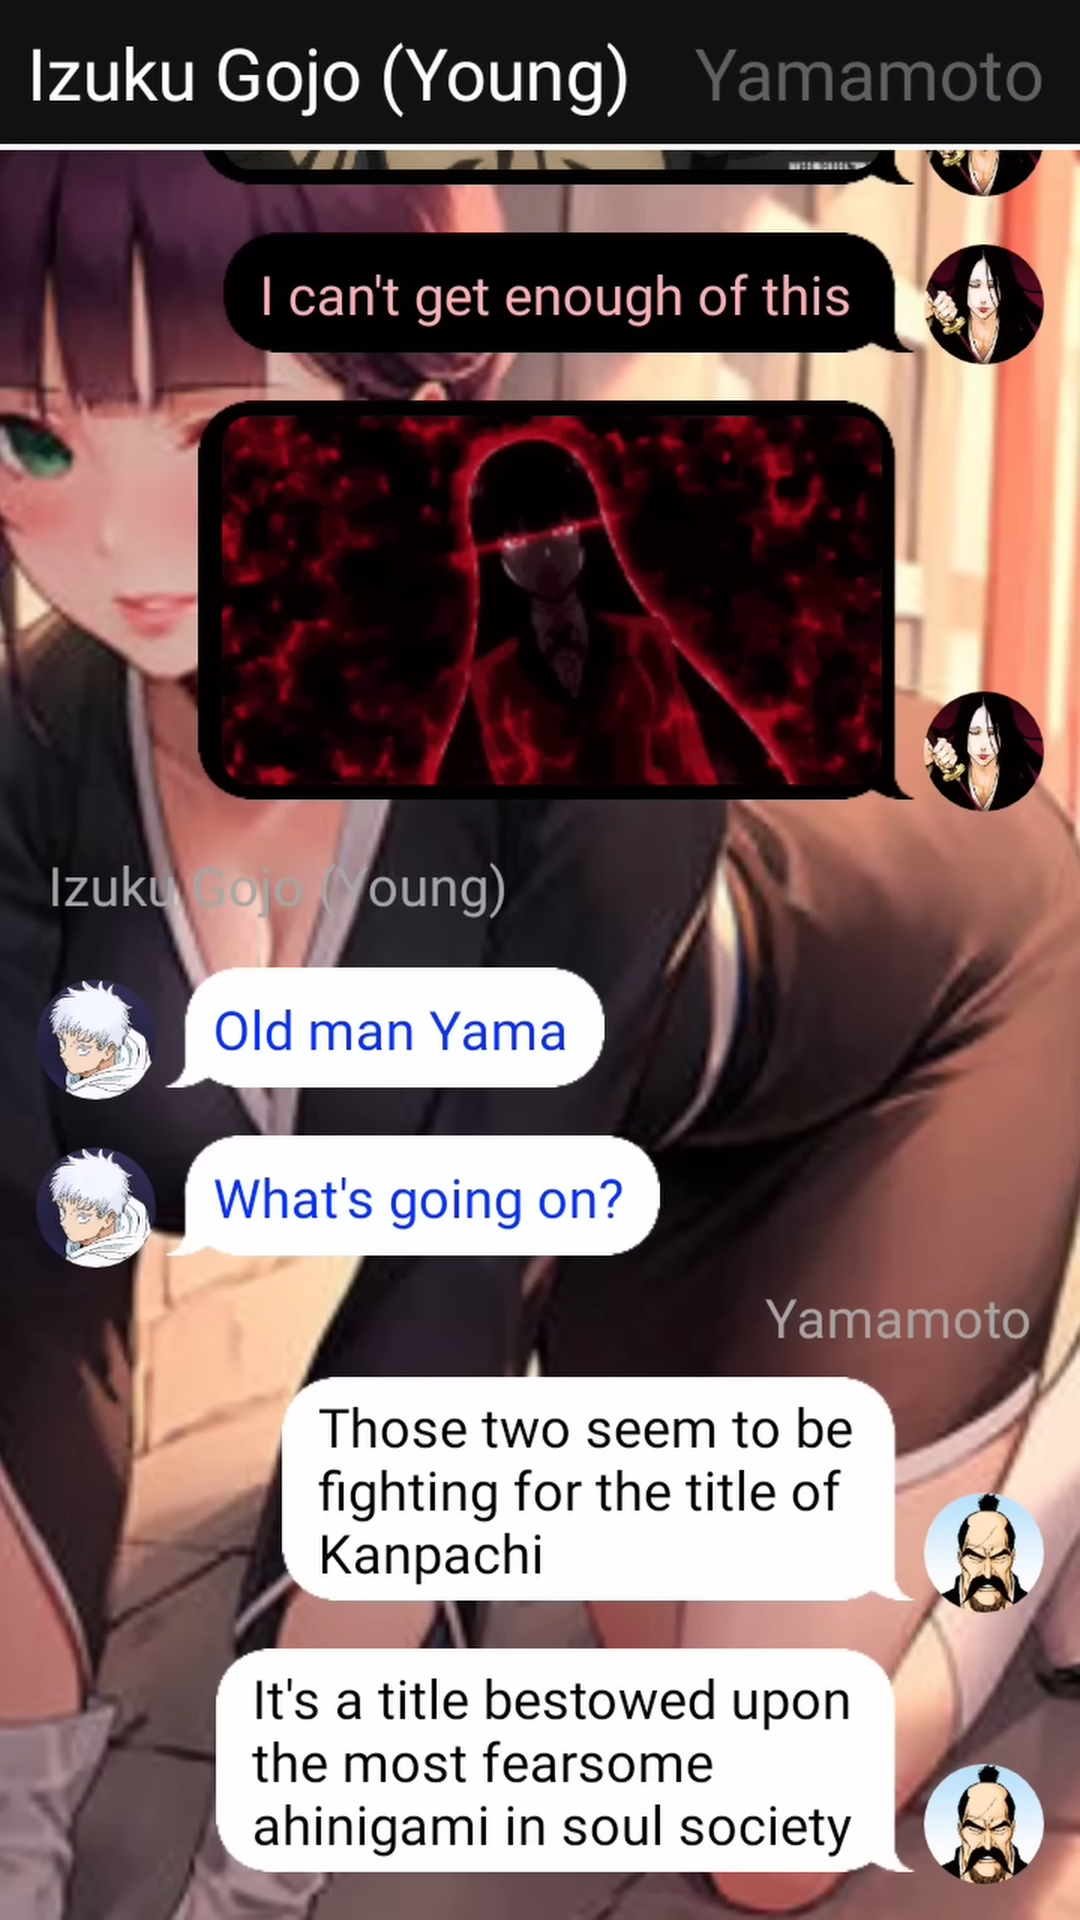 Izuku Gojo (Young) Yamamoto
I can't get enough of this
Izuku Gojo (Young)
Old man Yama
What's going on?
Yamamoto
Those two seem to be
fighting for the title of
Kanpachi
It's a title bestowed upon
the most fearsome
ahinigami in soul society